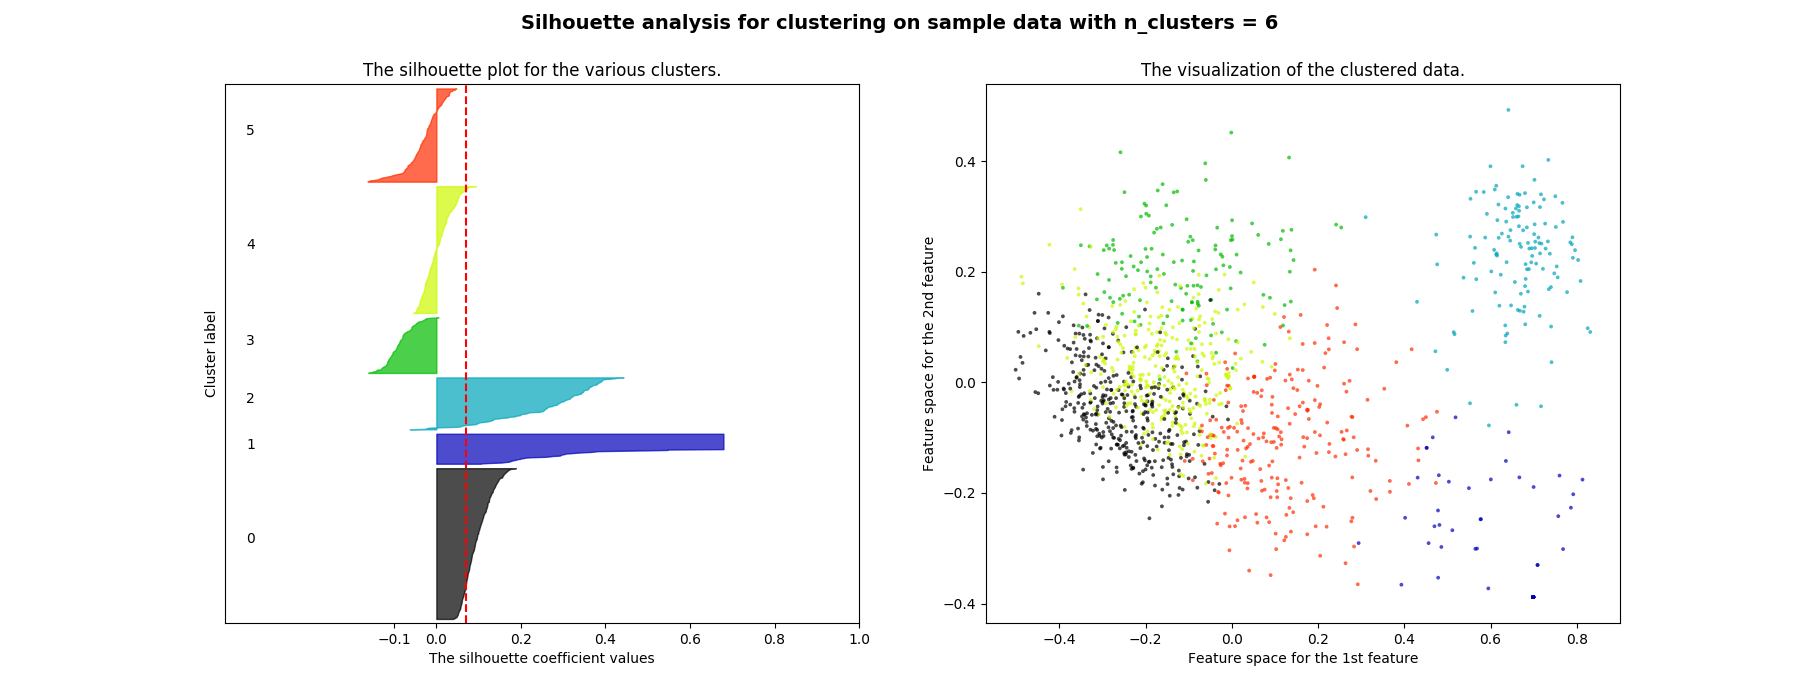 Silhouette analysis for clustering on sample data with n_clusters = 6
The silhouette plot for the various clusters.
Cluster label
5
4
3
2
1
0
−0.1 0.0 0.2 0.4 0.6 0.8 1.0
The silhouette coefficient values
The visualization of the clustered data.
Feature space for the 2nd feature
0.4
0.2
0.0
−0.2
−0.4
−0.4 −0.2 0.0 0.2 0.4 0.6 0.8
Feature space for the 1st feature